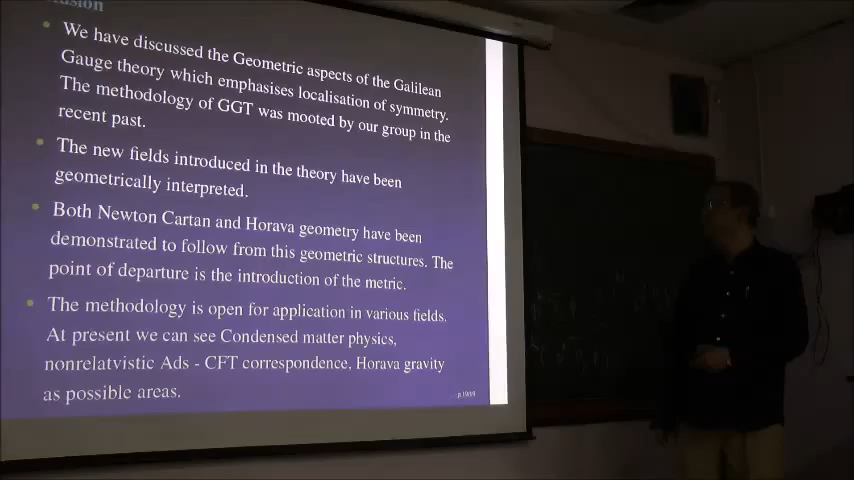 We have discussed the Geometric aspects of the Galilean
Gauge theory which emphasises localisation of symmetry.
The methodology of GGT was mooted by our group in the
recent past.
The new fields introduced in the theory have been
geometrically interpreted.
Both Newton Cartan and Horava geometry have been
demonstrated to follow from this geometric structures. The
point of departure is the introduction of the metric.
The methodology is open for application in various fields.
At present we can see Condensed matter physics,
nonrelatvistic Ads - CFT correspondence, Horava gravity
as possible areas.